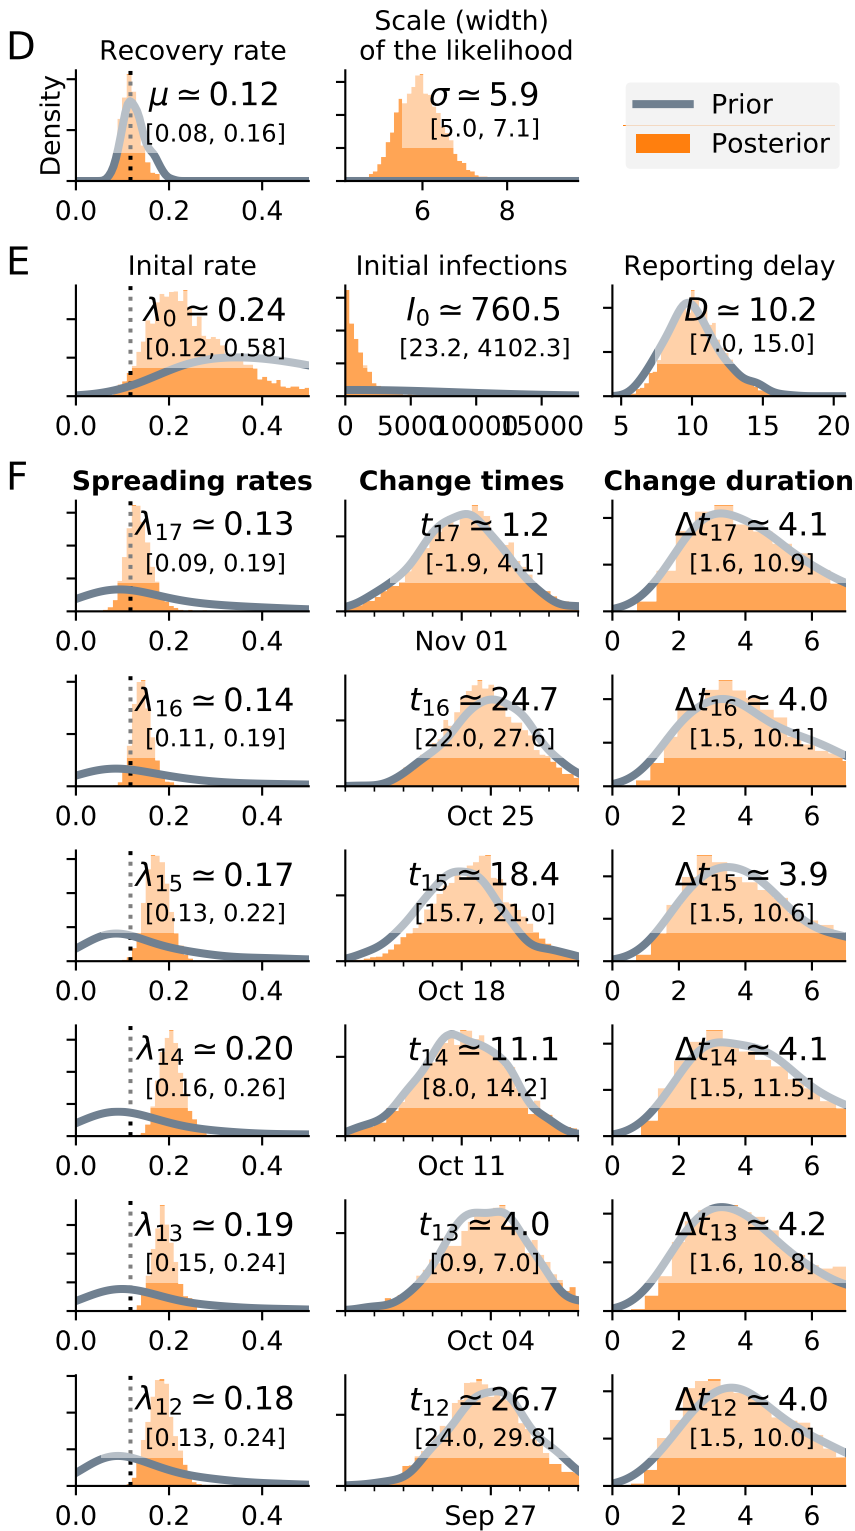 D
Recovery rate
Scale (width)
of the likelihood
Density
μ ≃ 0.12
[0.08, 0.16]
0.0 0.2 0.4
σ ≃ 5.9
[5.0, 7.1]
6 8
Prior
Posterior
E
Inital rate
Initial infections
Reporting delay
λ0 ≃ 0.24
[0.12, 0.58]
0.0 0.2 0.4
I0 ≃ 760.5
[23.2, 4102.3]
0 5000 10000 15000
D ≃ 10.2
[7.0, 15.0]
5 10 15 20
F
Spreading rates
Change times
Change duration
λ17 ≃ 0.13
[0.09, 0.19]
0.0 0.2 0.4
t17 ≃ 1.2
[-1.9, 4.1]
Nov 01
Δt17 ≃ 4.1
[1.6, 10.9]
0 2 4 6
λ16 ≃ 0.14
[0.11, 0.19]
0.0 0.2 0.4
t16 ≃ 24.7
[22.0, 27.6]
Oct 25
Δt16 ≃ 4.0
[1.5, 10.1]
0 2 4 6
λ15 ≃ 0.17
[0.13, 0.22]
0.0 0.2 0.4
t15 ≃ 18.4
[15.7, 21.0]
Oct 18
Δt15 ≃ 3.9
[1.5, 10.6]
0 2 4 6
λ14 ≃ 0.20
[0.16, 0.26]
0.0 0.2 0.4
t14 ≃ 11.1
[8.0, 14.2]
Oct 11
Δt14 ≃ 4.1
[1.5, 11.5]
0 2 4 6
λ13 ≃ 0.19
[0.15, 0.24]
0.0 0.2 0.4
t13 ≃ 4.0
[0.9, 7.0]
Oct 04
Δt13 ≃ 4.2
[1.6, 10.8]
0 2 4 6
λ12 ≃ 0.18
[0.13, 0.24]
0.0 0.2 0.4
t12 ≃ 26.7
[24.0, 29.8]
Sep 27
Δt12 ≃ 4.0
[1.5, 10.0]
0 2 4 6